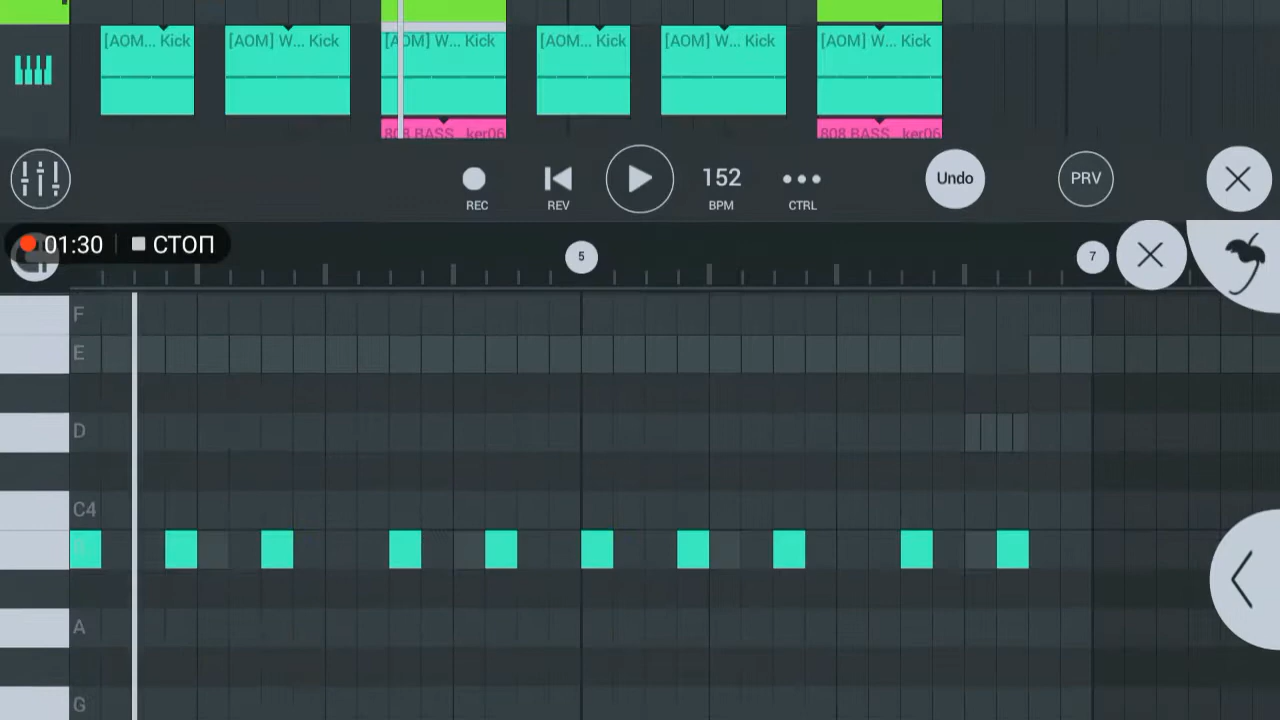 [AOM... Kick [AOM] W... Kick [AOM] W... Kick [AOM... Kick [AOM] W... Kick [AOM] W... Kick
808 BASS ...ker06 808 BASS ...ker06
152 Undo PRV
REC REV BPM CTRL
01:30 СТОП 5 7
F
E
D
C4
A
G